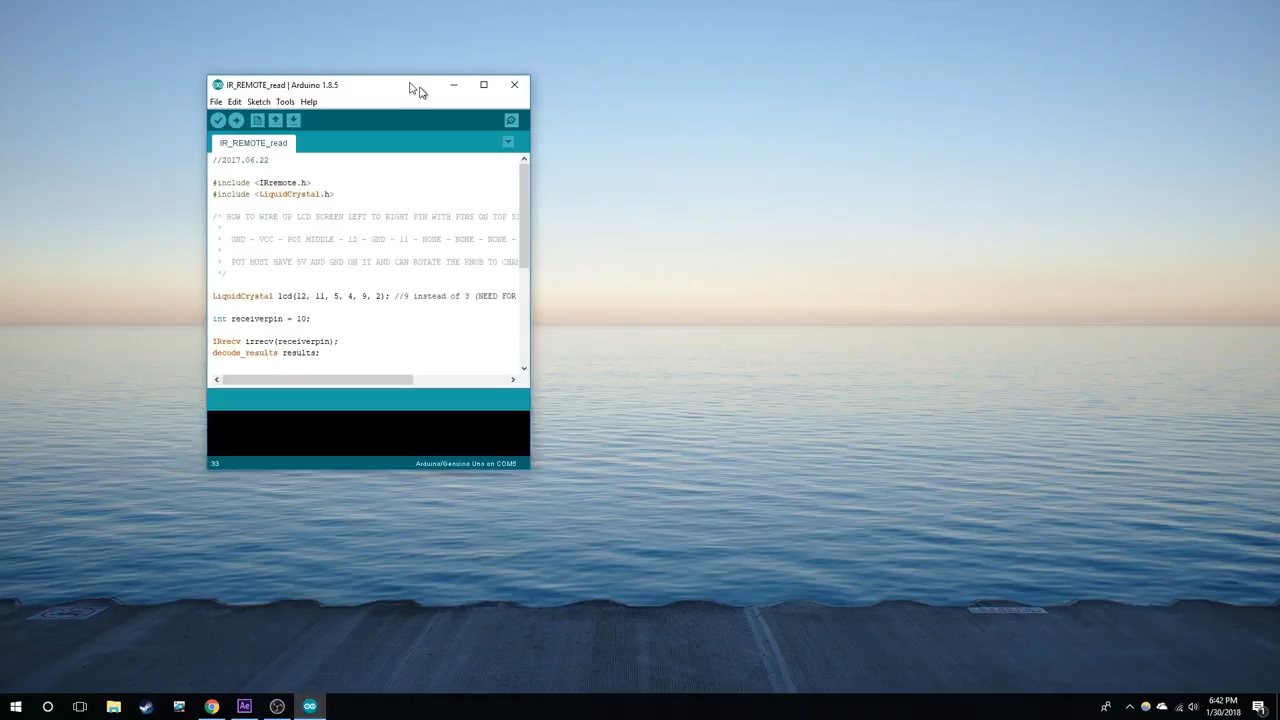 IR_REMOTE_read | Arduino 1.8.5
File Edit Sketch Tools Help
IR_REMOTE_read
//2017.06.22
#include <IRremote.h>
#include <LiquidCrystal.h>
/* HOW TO WIRE UP LCD SCREEN LEFT TO RIGHT PIN WITH PINS ON TOP
*
* GND - VCC - POT MIDDLE - 12 - GND - 11 - NONE - NONE - NONE -
*
* POT MUST HAVE 5V AND GND ON IT AND CAN ROTATE THE KNOB TO
*/
LiquidCrystal lcd(12, 11, 5, 4, 9, 2); //9 instead of 3 (NEED FOR
int receiverpin = 10;
IRrecv irrecv(receiverpin);
decode_results results;
33
Arduino/Genuino Uno on COM5
Ae
6:42 PM
1/30/2018
1